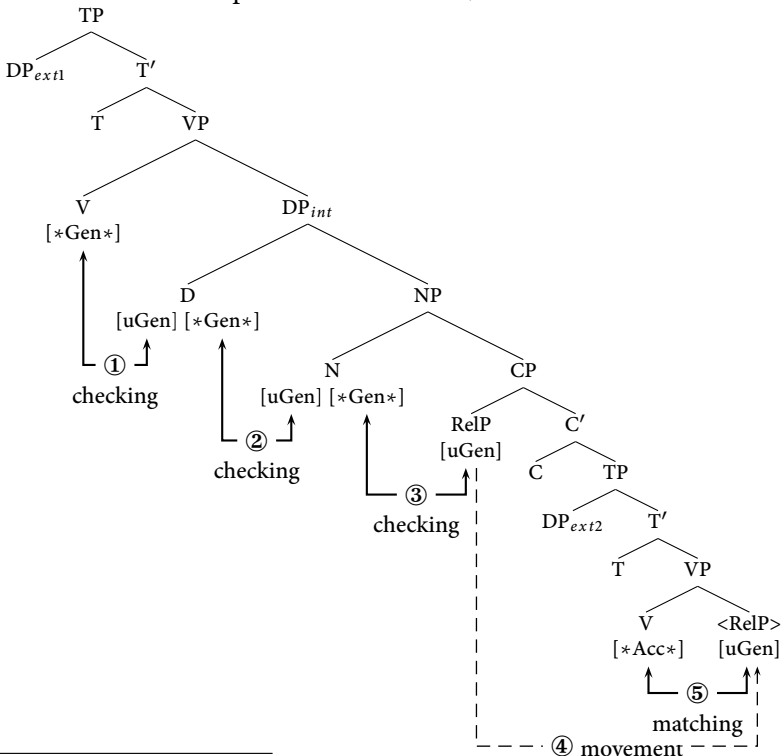 TP
DPext1 T′
T VP
V DPint
[∗Gen∗]
D NP
[uGen] [∗Gen∗]
① N CP
checking [uGen] [∗Gen∗]
RelP C′
② [uGen]
checking C TP
③ DPext2 T′
checking
T VP
V <RelP>
[∗Acc∗] [uGen]
⑤
matching
④ movement